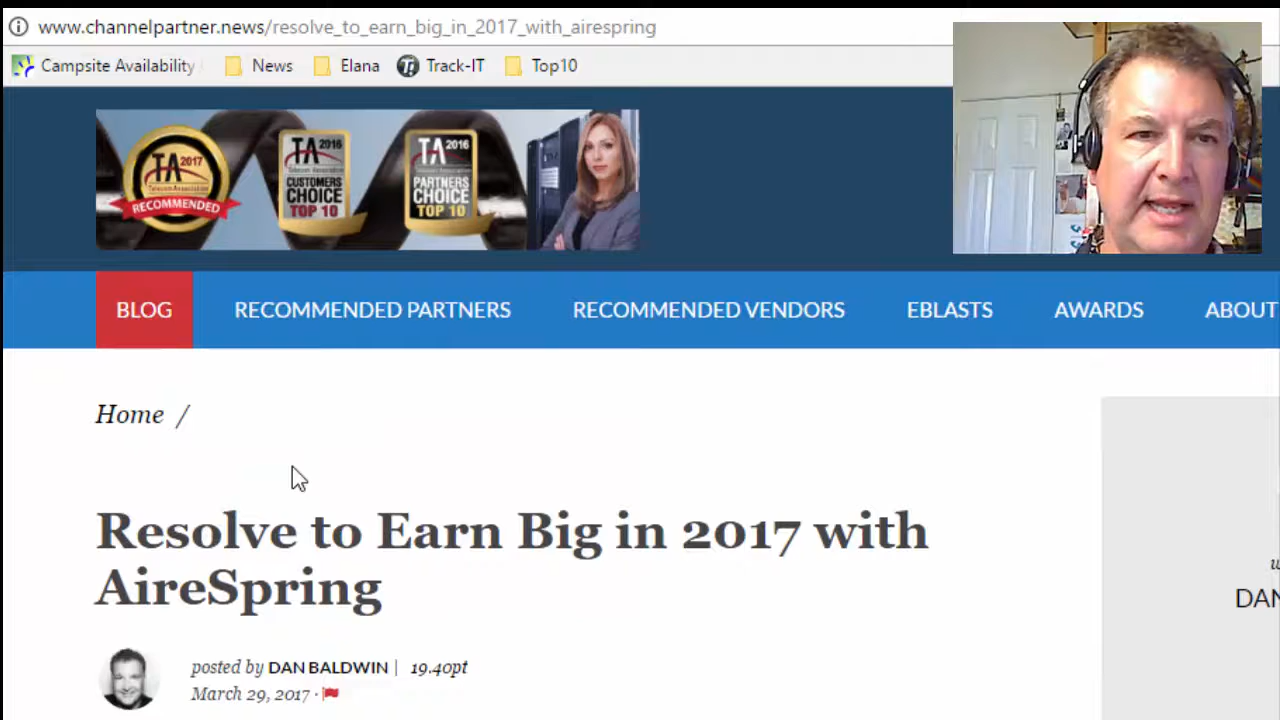 www.channelpartner.news/resolve_to_earn_big_in_2017_with_airespring
Campsite Availability News Elana Track-IT Top10
TA 2017
Telecom Association
RECOMMENDED
TA 2016
CUSTOMERS
CHOICE
TOP 10
TA 2016
PARTNERS
CHOICE
TOP 10
BLOG RECOMMENDED PARTNERS RECOMMENDED VENDORS EBLASTS AWARDS ABOUT
Home /
Resolve to Earn Big in 2017 with
AireSpring
DAN
posted by DAN BALDWIN | 19.40pt
March 29, 2017 ·